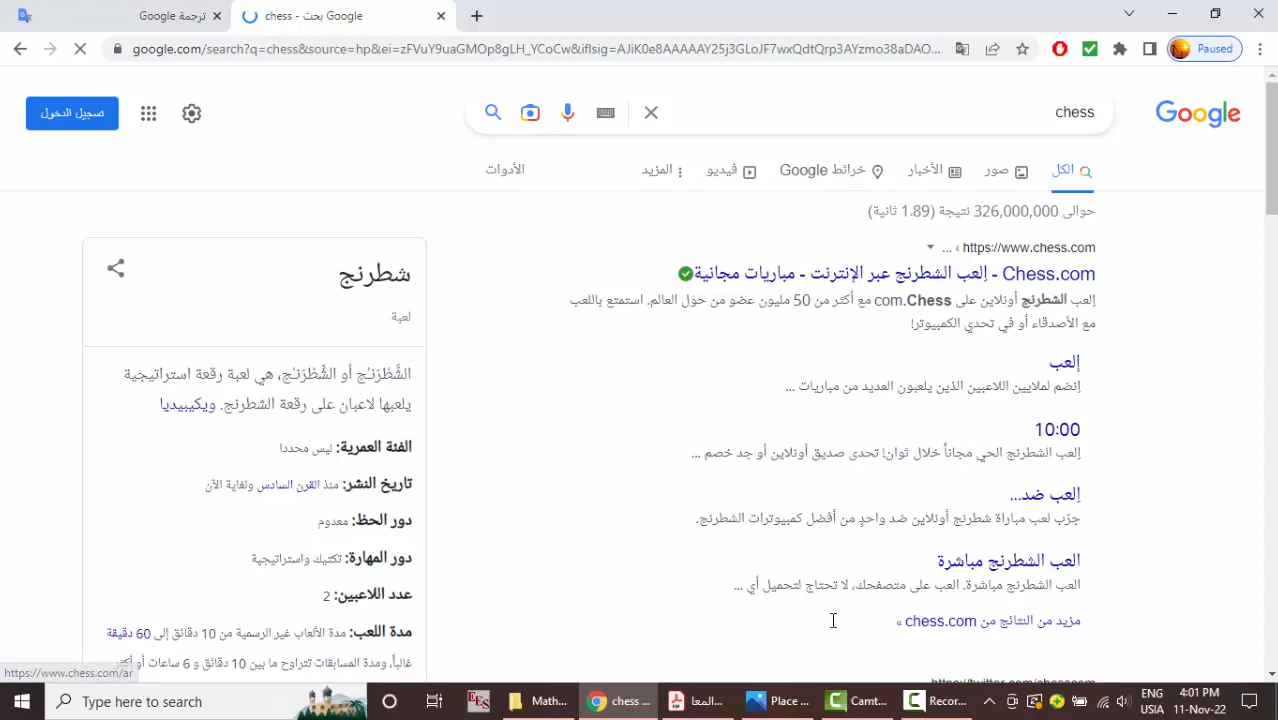 ترجمة Google
chess - بحث Google
google.com/search?q=chess&source=hp&ei=zFVuY9uaGMOp8gLH_YCoCw&iflsig=AJiK0e8AAAAAY25j3GLoJF7wxQdtQrp3AYzmo38aDAO...
Paused
تسجيل الدخول
chess
Google
الكل
صور
الأخبار
خرائط Google
فيديو
المزيد
الأدوات
حوالى 326,000,000 نتيجة (1.89 ثانية)
https://www.chess.com › ...
Chess.com - اِلعب الشطرنج عبر الإنترنت - مباريات مجانية
اِلعب الشطرنج أونلاين على com.Chess مع أكثر من 50 مليون عضو من حول العالم. استمتع باللعب
مع الأصدقاء أو في تحدي الكمبيوتر!
إلعب
إنضم لملايين اللاعبين الذين يلعبون العديد من مباريات ...
10:00
اِلعب الشطرنج الحي مجاناً خلال ثوان! تحدى صديق أونلاين أو جد خصم ...
اِلعب ضد...
جرّب لعب مباراة شطرنج أونلاين ضد واحدٍ من أفضل كمبيوترات الشطرنج.
العب الشطرنج مباشرة
العب الشطرنج مباشرة. العب على متصفحك، لا تحتاج لتحميل أي ...
مزيد من النتائج من chess.com »
شطرنج
لعبة
الشَّطْرَنـْج أو الشِّطْرَنـْج، هي لعبة رقعة استراتيجية
يلعبها لاعبان على رقعة الشطرنج. ويكيبيديا
الفئة العمرية: ليس محددا
تاريخ النشر: منذ القرن السادس ولغاية الآن
دور الحظ: معدوم
دور المهارة: تكتيك واستراتيجية
عدد اللاعبين: 2
مدة اللعب: مدة الألعاب غير الرسمية من 10 دقائق إلى 60 دقيقة
غالباً، ومدة المسابقات تتراوح ما بين 10 دقائق و 6 ساعات أو أكثر
https://www.chess.com/ar
Type here to search
EES
Math...
chess ...
المعا...
Place ...
Camt...
Recor...
ENG
USIA
4:01 PM
11-Nov-22